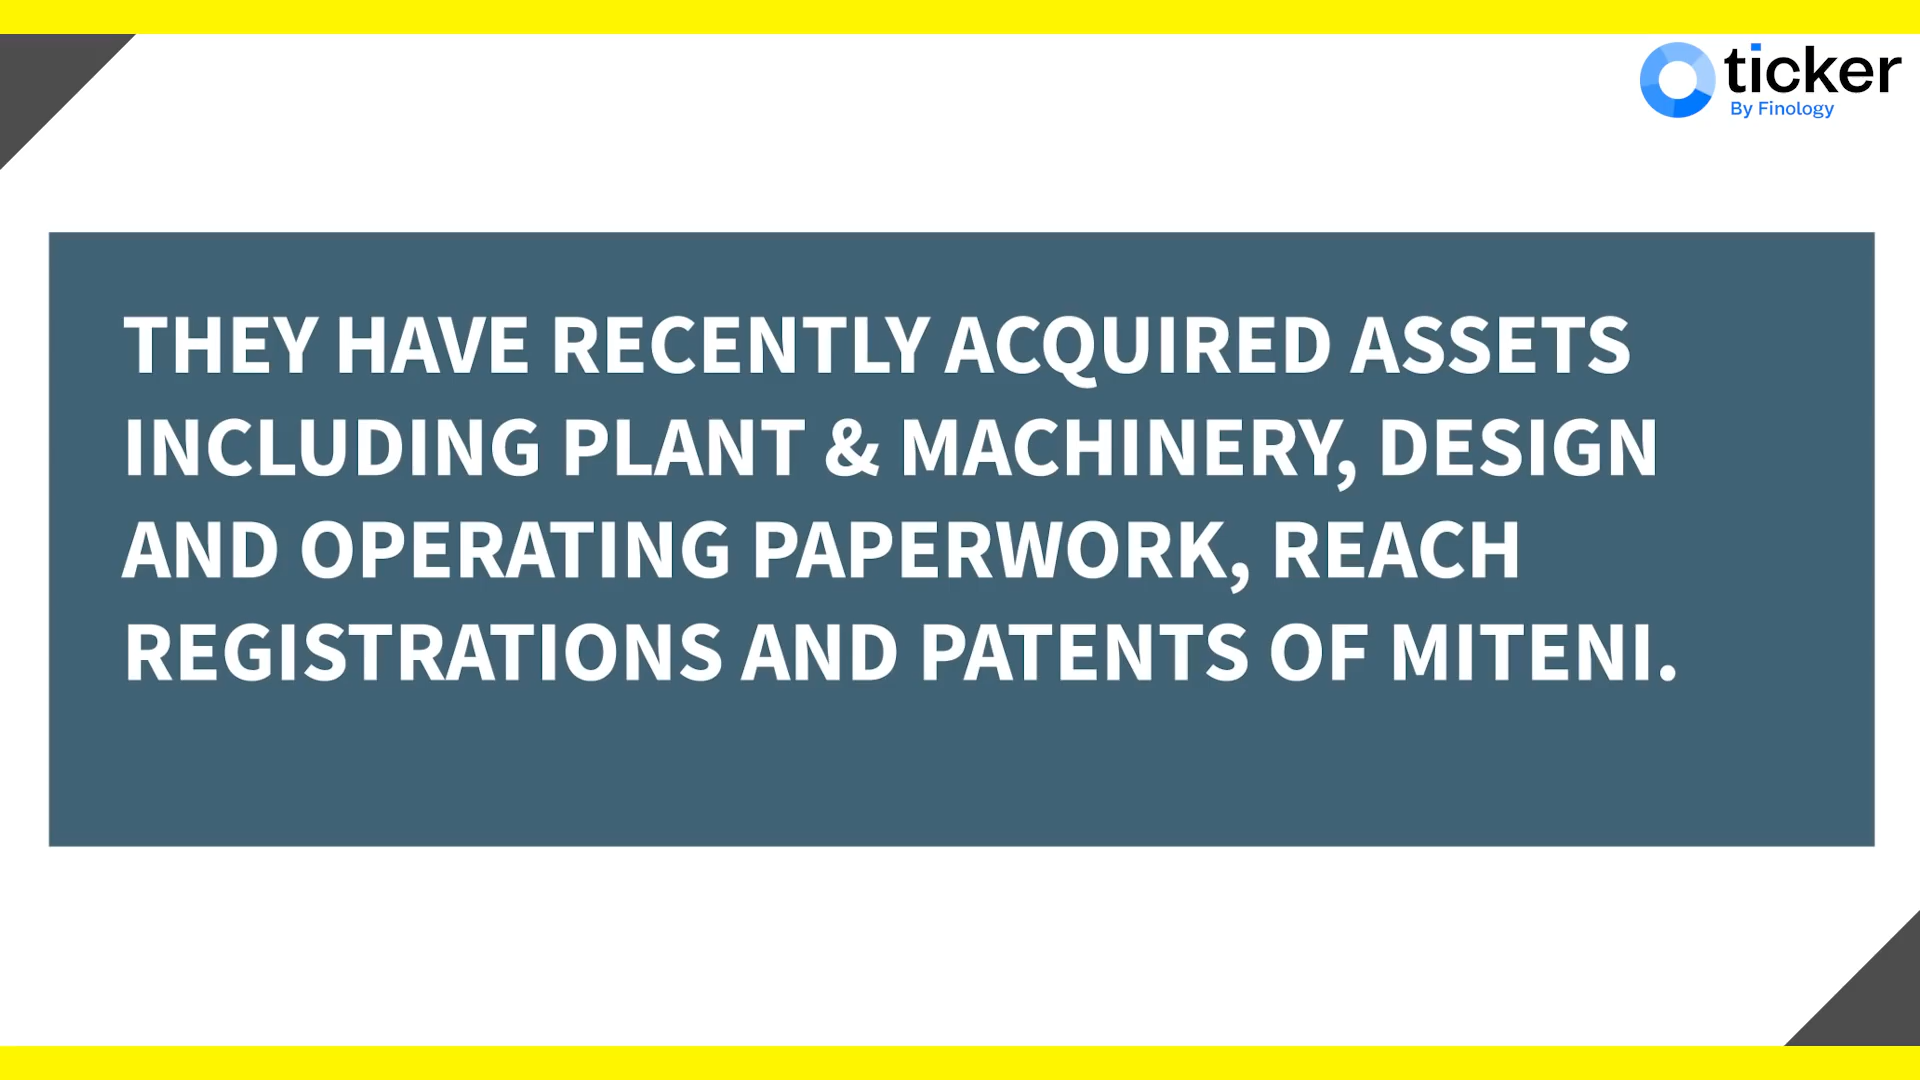 ticker
By Finology
THEY HAVE RECENTLY ACQUIRED ASSETS
INCLUDING PLANT & MACHINERY, DESIGN
AND OPERATING PAPERWORK, REACH
REGISTRATIONS AND PATENTS OF MITENI.